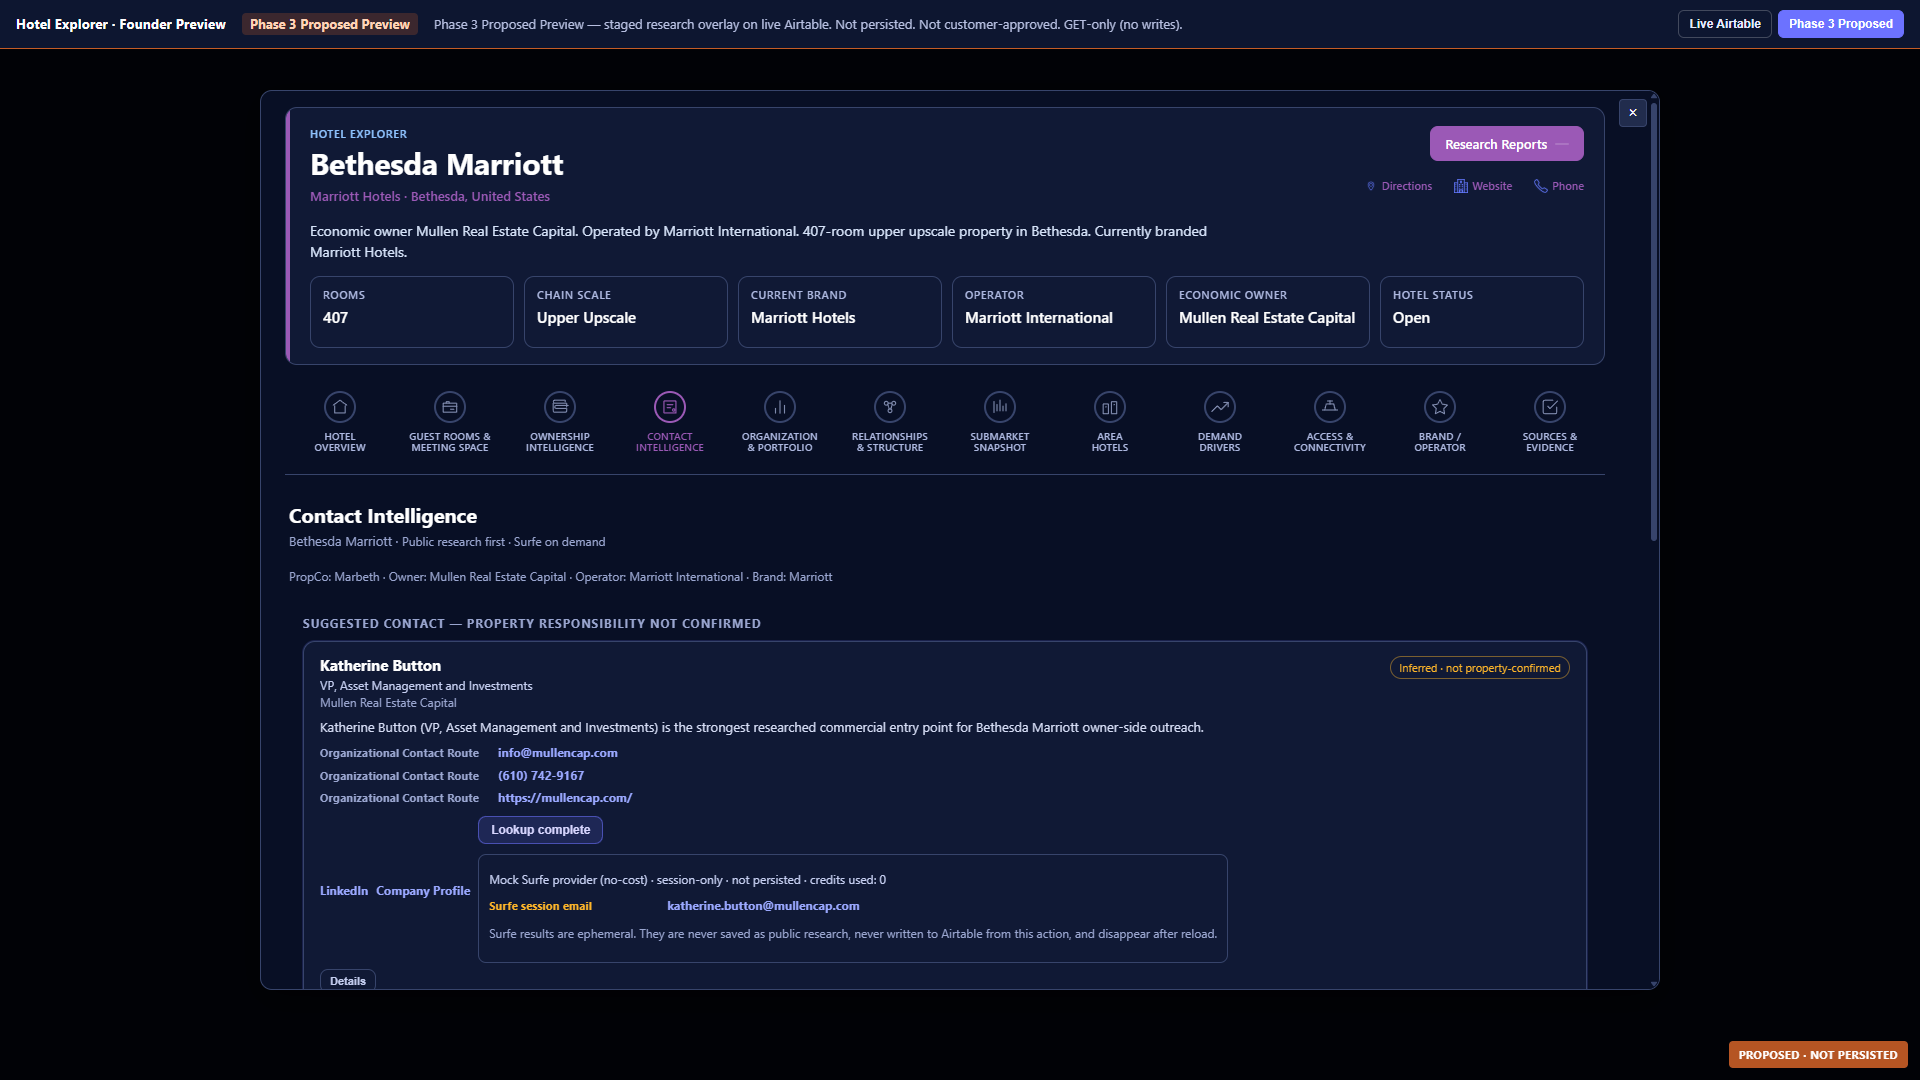 Hotel Explorer · Founder Preview
Phase 3 Proposed Preview
Phase 3 Proposed Preview — staged research overlay on live Airtable. Not persisted. Not customer-approved. GET-only (no writes).
Live Airtable
Phase 3 Proposed
×
HOTEL EXPLORER
Bethesda Marriott
Marriott Hotels · Bethesda, United States
Research Reports —
Directions
Website
Phone
Economic owner Mullen Real Estate Capital. Operated by Marriott International. 407-room upper upscale property in Bethesda. Currently branded
Marriott Hotels.
ROOMS
407
CHAIN SCALE
Upper Upscale
CURRENT BRAND
Marriott Hotels
OPERATOR
Marriott International
ECONOMIC OWNER
Mullen Real Estate Capital
HOTEL STATUS
Open
HOTEL
OVERVIEW
GUEST ROOMS &
MEETING SPACE
OWNERSHIP
INTELLIGENCE
CONTACT
INTELLIGENCE
ORGANIZATION
& PORTFOLIO
RELATIONSHIPS
& STRUCTURE
SUBMARKET
SNAPSHOT
AREA
HOTELS
DEMAND
DRIVERS
ACCESS &
CONNECTIVITY
BRAND /
OPERATOR
SOURCES &
EVIDENCE
Contact Intelligence
Bethesda Marriott · Public research first · Surfe on demand
PropCo: Marbeth · Owner: Mullen Real Estate Capital · Operator: Marriott International · Brand: Marriott
SUGGESTED CONTACT — PROPERTY RESPONSIBILITY NOT CONFIRMED
Katherine Button
Inferred · not property-confirmed
VP, Asset Management and Investments
Mullen Real Estate Capital
Katherine Button (VP, Asset Management and Investments) is the strongest researched commercial entry point for Bethesda Marriott owner-side outreach.
Organizational Contact Route info@mullencap.com
Organizational Contact Route (610) 742-9167
Organizational Contact Route https://mullencap.com/
Lookup complete
LinkedIn Company Profile
Mock Surfe provider (no-cost) · session-only · not persisted · credits used: 0
Surfe session email katherine.button@mullencap.com
Surfe results are ephemeral. They are never saved as public research, never written to Airtable from this action, and disappear after reload.
Details
PROPOSED · NOT PERSISTED